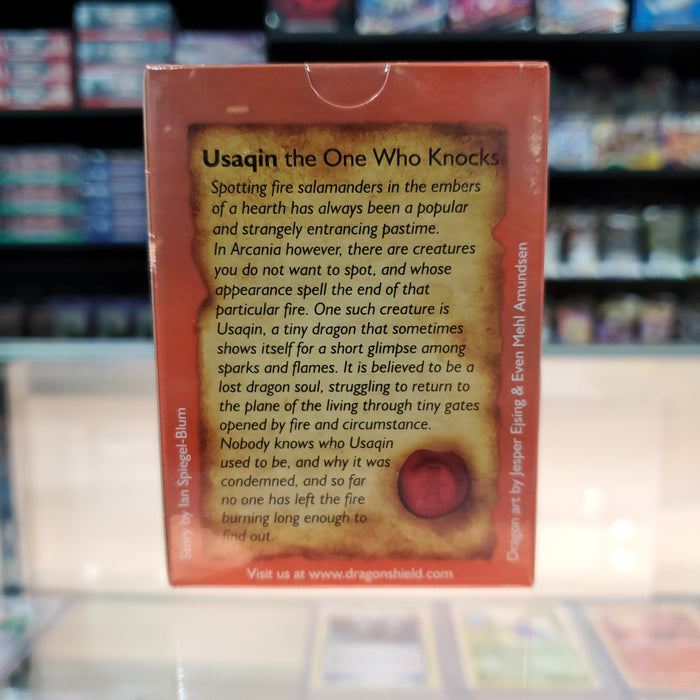 Usaqin the One Who Knocks
Spotting fire salamanders in the embers
of a hearth has always been a popular
and strangely entrancing pastime.
In Arcania however, there are creatures
you do not want to spot, and whose
appearance spell the end of that
particular fire. One such creature is
Usaqin, a tiny dragon that sometimes
shows itself for a short glimpse among
sparks and flames. It is believed to be a
lost dragon soul, struggling to return to
the plane of the living through tiny gates
opened by fire and circumstance.
Nobody knows who Usaqin
used to be, and why it was
condemned, and so far
no one has left the fire
burning long enough to
find out.
Story by Ian Spiegel-Blum
Dragon art by Jesper Ejsing & Even Mehl Amundsen
Visit us at www.dragonshield.com